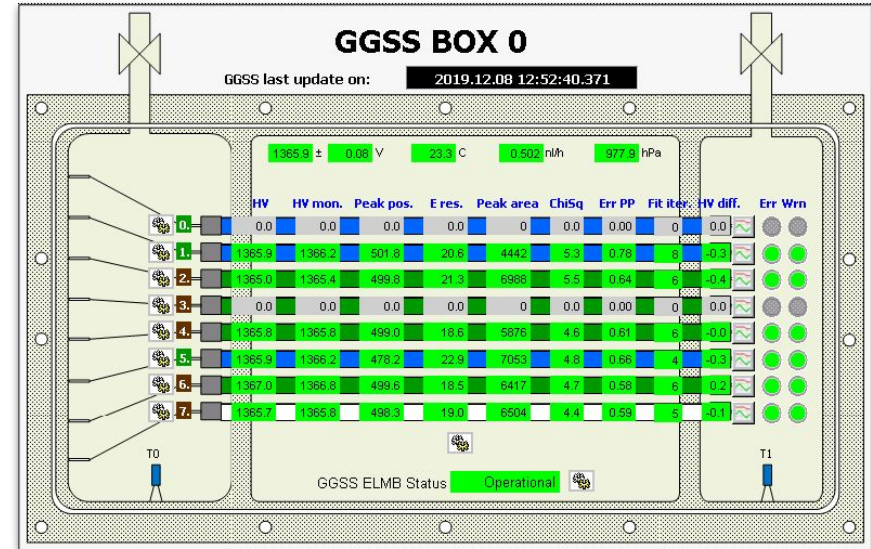 GGSS BOX 0
GGSS last update on: 2019.12.08 12:52:40.371
1365.9 ± 0.08 V 23.3 C 0.502 nl/h 977.9 hPa
HV HV mon. Peak pos. E res. Peak area ChiSq Err PP Fit iter. HV diff. Err Wrn
0. 0.0 0.0 0.0 0.0 0 0.0 0.00 0 0.0
1. 1365.9 1366.2 501.8 20.6 4442 5.3 0.78 8 -0.3
2. 1365.0 1365.4 499.8 21.3 6988 5.5 0.64 6 -0.4
3. 0.0 0.0 0.0 0.0 0 0.0 0.00 0 0.0
4. 1365.8 1365.8 499.0 18.6 5876 4.6 0.61 6 -0.0
5. 1365.9 1366.2 478.2 22.9 7053 4.8 0.66 4 -0.3
6. 1367.0 1366.8 499.6 18.5 6417 4.7 0.58 6 0.2
7. 1365.7 1365.8 498.3 19.0 6504 4.4 0.59 5 -0.1
T0 T1
GGSS ELMB Status Operational